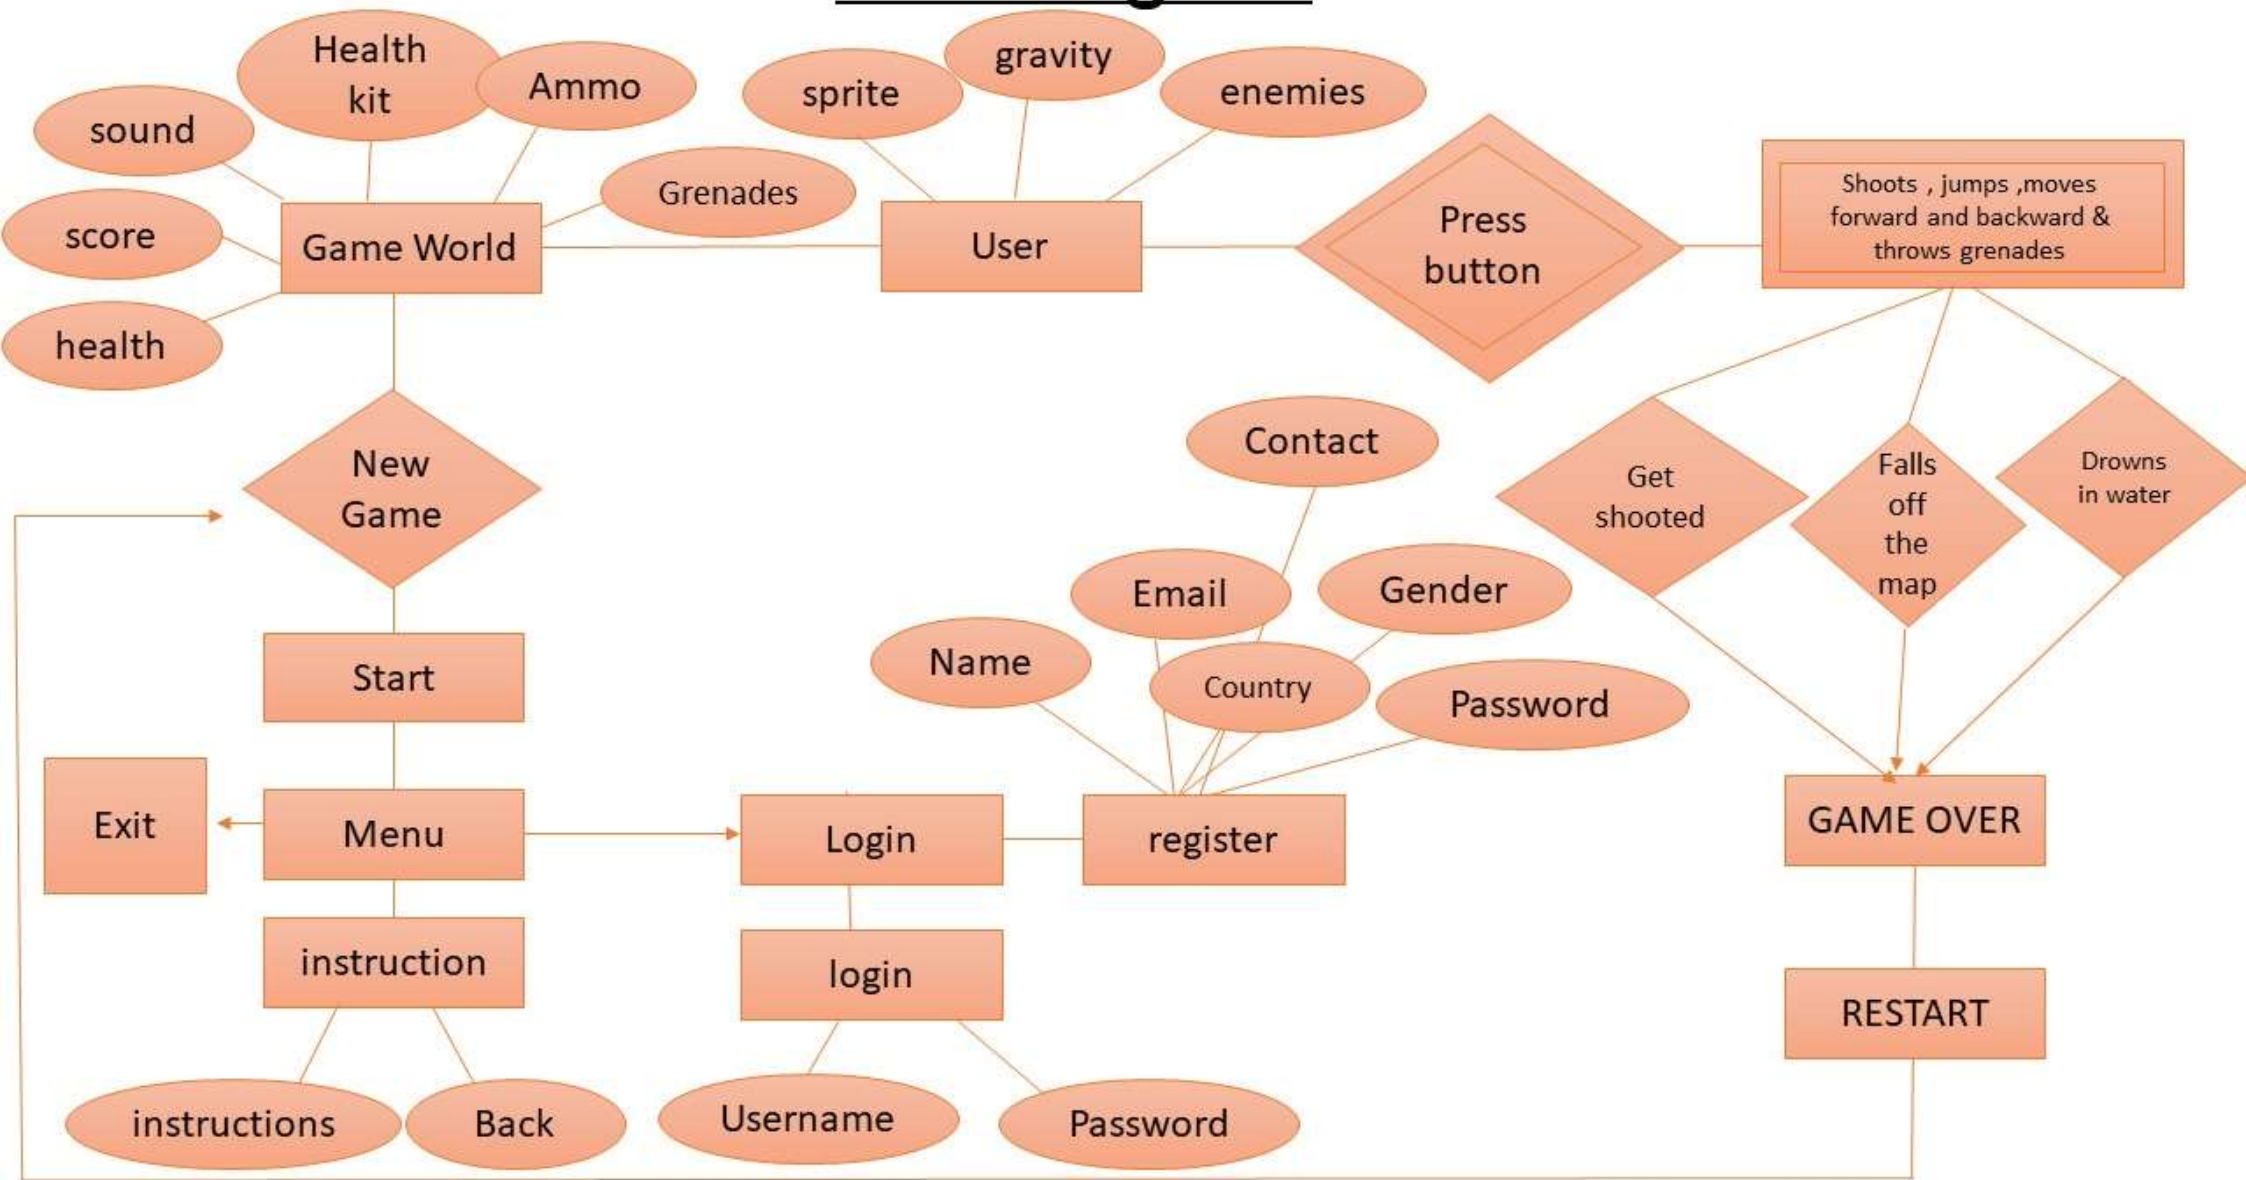 Health
kit
Ammo
sound
score
health
Grenades
Game World
sprite
gravity
enemies
User
Press
button
Shoots , jumps ,moves
forward and backward &
throws grenades
New
Game
Get
shooted
Falls
off
the
map
Drowns
in water
Contact
Email
Gender
Name
Country
Password
Start
Exit
Menu
Login
register
GAME OVER
instruction
login
RESTART
instructions
Back
Username
Password